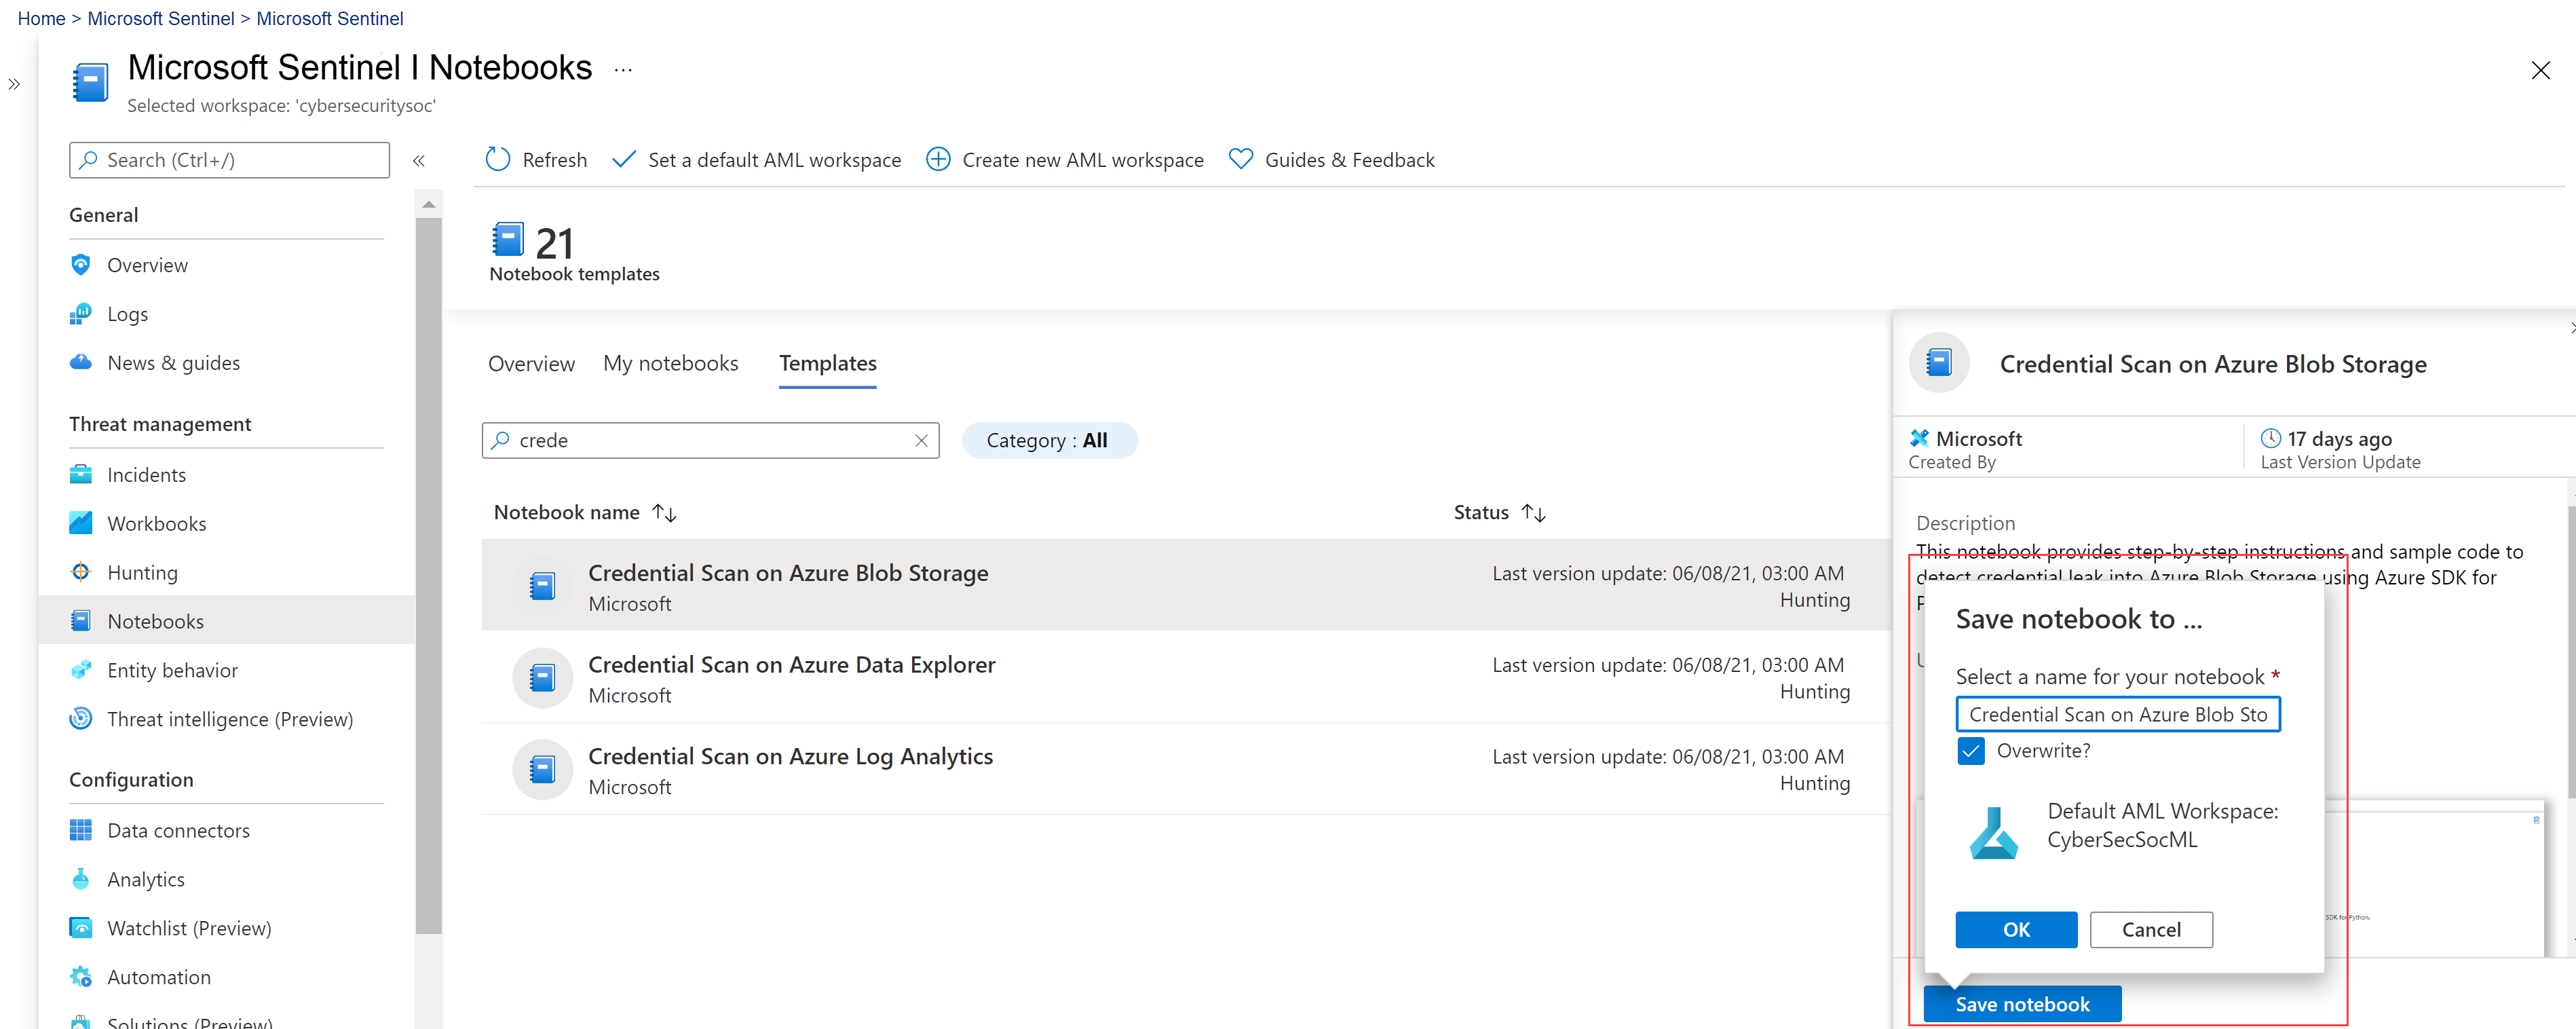 Home > Microsoft Sentinel > Microsoft Sentinel
Microsoft Sentinel I Notebooks ...
Selected workspace: 'cybersecuritysoc'
Search (Ctrl+/)
General
Overview
Logs
News & guides
Threat management
Incidents
Workbooks
Hunting
Notebooks
Entity behavior
Threat intelligence (Preview)
Configuration
Data connectors
Analytics
Watchlist (Preview)
Automation
Solutions (Preview)
Refresh Set a default AML workspace Create new AML workspace Guides & Feedback
21
Notebook templates
Overview My notebooks Templates
crede
Category : All
Notebook name Status
Credential Scan on Azure Blob Storage Last version update: 06/08/21, 03:00 AM
Microsoft Hunting
Credential Scan on Azure Data Explorer Last version update: 06/08/21, 03:00 AM
Microsoft Hunting
Credential Scan on Azure Log Analytics Last version update: 06/08/21, 03:00 AM
Microsoft Hunting
Credential Scan on Azure Blob Storage
Microsoft 17 days ago
Created By Last Version Update
Description
This notebook provides step-by-step instructions and sample code to
detect credential leak into Azure Blob Storage using Azure SDK for
Save notebook to ...
Select a name for your notebook *
Credential Scan on Azure Blob Sto
Overwrite?
Default AML Workspace:
CyberSecSocML
OK Cancel
SDK for Python.
Save notebook